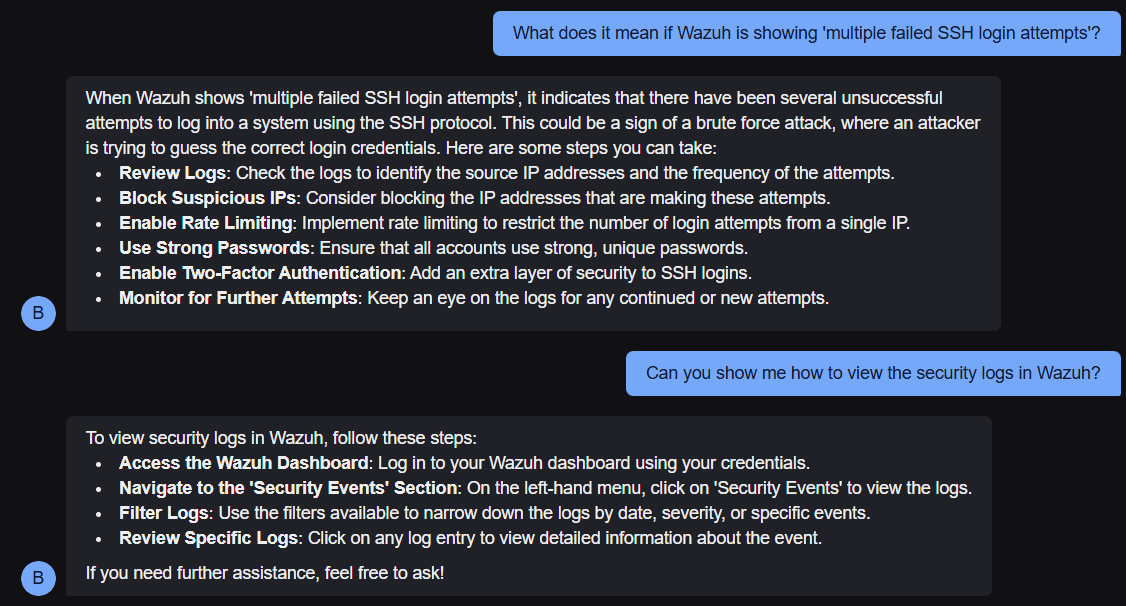 What does it mean if Wazuh is showing 'multiple failed SSH login attempts'?
When Wazuh shows 'multiple failed SSH login attempts', it indicates that there have been several unsuccessful
attempts to log into a system using the SSH protocol. This could be a sign of a brute force attack, where an attacker
is trying to guess the correct login credentials. Here are some steps you can take:
• Review Logs: Check the logs to identify the source IP addresses and the frequency of the attempts.
• Block Suspicious IPs: Consider blocking the IP addresses that are making these attempts.
• Enable Rate Limiting: Implement rate limiting to restrict the number of login attempts from a single IP.
• Use Strong Passwords: Ensure that all accounts use strong, unique passwords.
• Enable Two-Factor Authentication: Add an extra layer of security to SSH logins.
• Monitor for Further Attempts: Keep an eye on the logs for any continued or new attempts.
B
Can you show me how to view the security logs in Wazuh?
To view security logs in Wazuh, follow these steps:
• Access the Wazuh Dashboard: Log in to your Wazuh dashboard using your credentials.
• Navigate to the 'Security Events' Section: On the left-hand menu, click on 'Security Events' to view the logs.
• Filter Logs: Use the filters available to narrow down the logs by date, severity, or specific events.
• Review Specific Logs: Click on any log entry to view detailed information about the event.
If you need further assistance, feel free to ask!
B